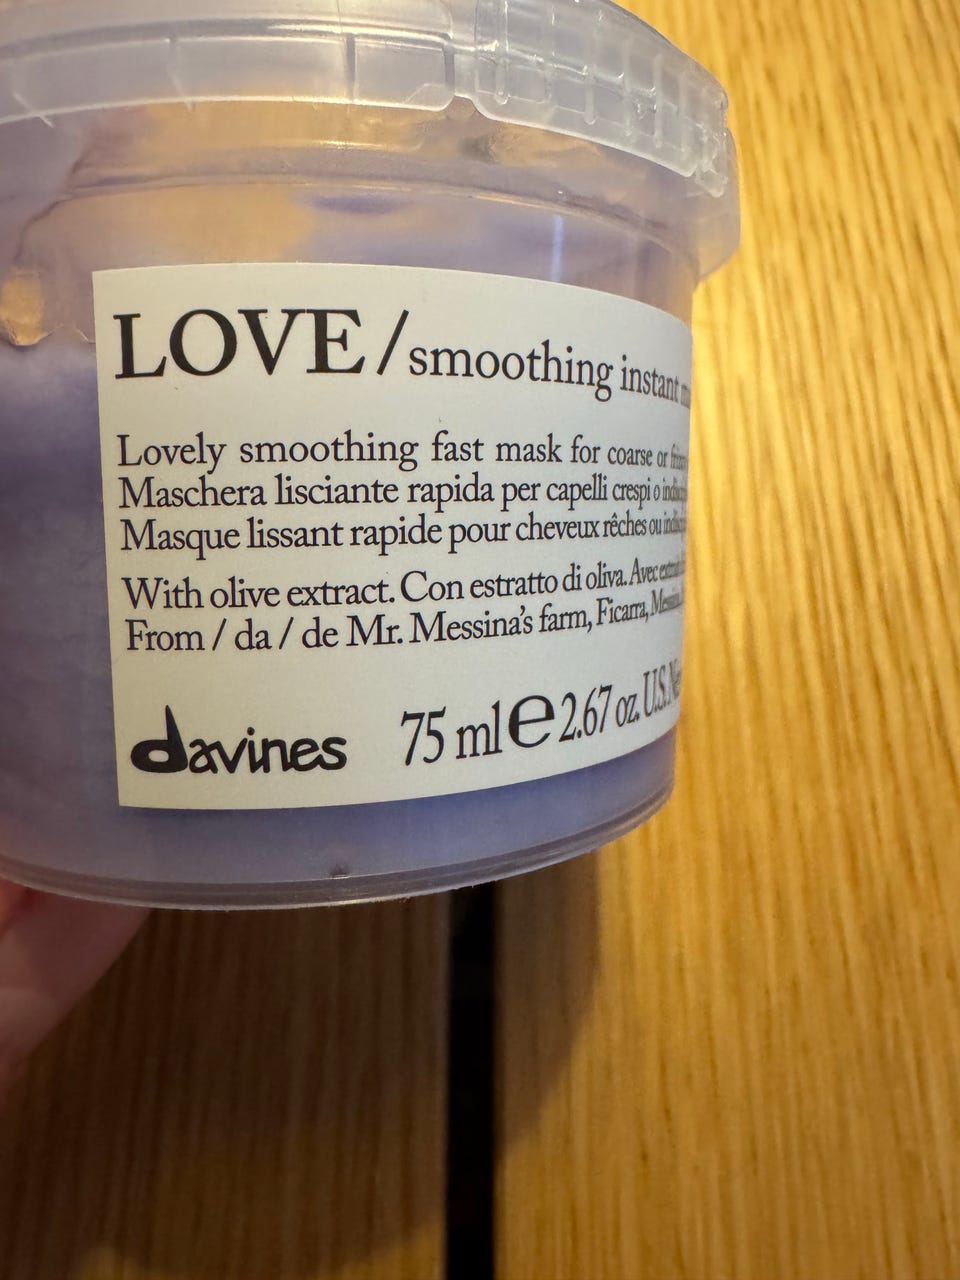 LOVE/smoothing instant
Lovely smoothing fast mask for coarse or
Maschera lisciante rapida per capelli crespi o
Masque lissant rapide pour cheveux rêches ou
With olive extract. Con estratto di oliva. Avec
From / da / de Mr. Messina's farm, Ficarra, Messina,
davines 75 ml e 2.67 oz. U.S.